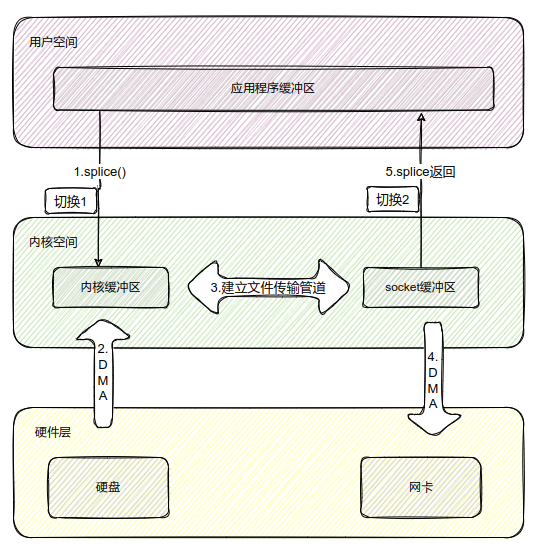 用户空间
应用程序缓冲区
1.splice()
5.splice返回
切换1
切换2
内核空间
内核缓冲区
3.建立文件传输管道
socket缓冲区
2.
D
M
A
4.
D
M
A
硬件层
硬盘
网卡